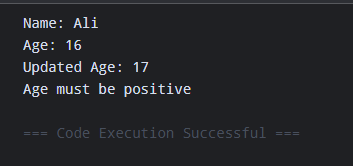 Name: Ali
Age: 16
Updated Age: 17
Age must be positive
=== Code Execution Successful ===